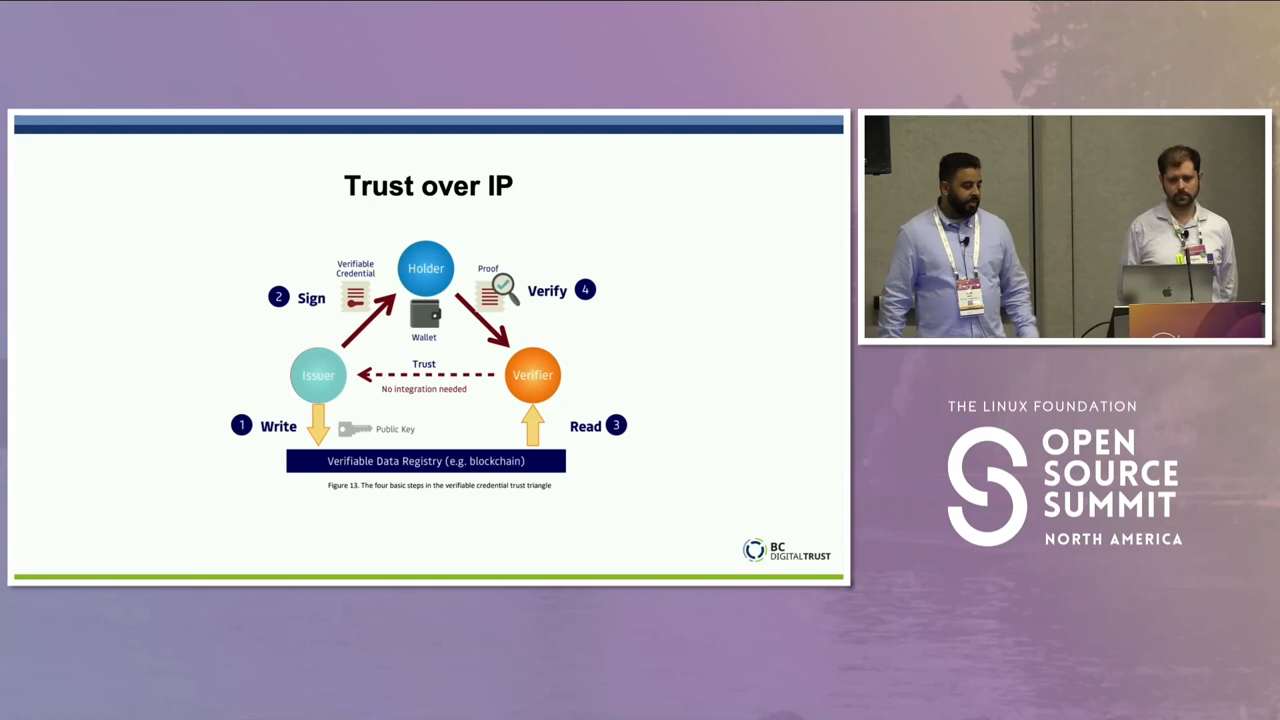 Trust over IP
Verifiable
Credential
Holder
Proof
2
Sign
Verify
4
Wallet
Issuer
Trust
Verifier
No integration needed
1
Write
Public Key
Read
3
Verifiable Data Registry (e.g. blockchain)
Figure 13. The four basic steps in the verifiable credential trust triangle
BC
DIGITALTRUST
THE LINUX FOUNDATION
OPEN
SOURCE
SUMMIT
NORTH AMERICA